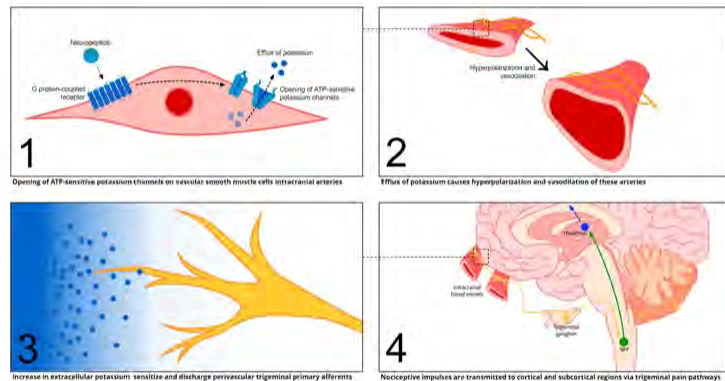 Neuropeptide
Efflux of potassium
G protein-coupled
receptor
Opening of ATP-sensitive
potassium channels
1
Opening of ATP-sensitive potassium channels on vascular smooth mustle cells intracranial arteries
Hyperpolarization and
vasodilation
2
Efflux of potassium causes hyperpolarization and vasodilation of these arteries
3
Increase in extracellular potassium sensitize and discharge perivascular trigeminal primary afferents
Thalamus
Intracranial
blood vessels
Trigeminal
ganglion
4
Nociceptive impulses are transmitted to cortical and subcortical regions via trigeminal pain pathways